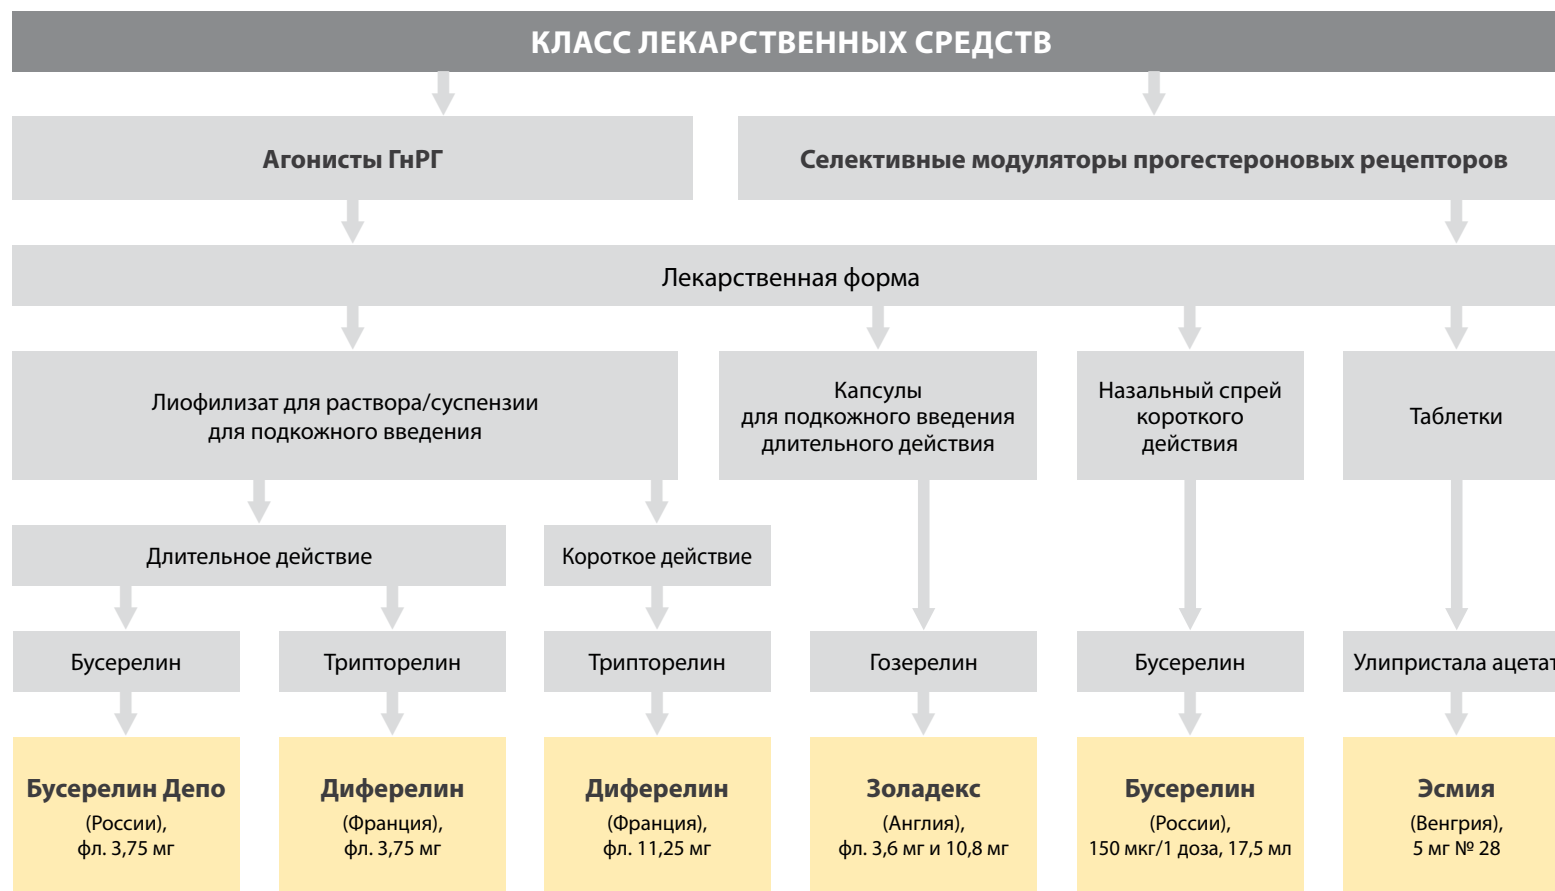 КЛАСС ЛЕКАРСТВЕННЫХ СРЕДСТВ
Агонисты ГнРГ
Селективные модуляторы прогестероновых рецепторов
Лекарственная форма
Лиофилизат для раствора/суспензии
для подкожного введения
Капсулы
для подкожного введения
длительного действия
Назальный спрей
короткого
действия
Таблетки
Длительное действие
Короткое действие
Бусерелин
Трипторелин
Трипторелин
Гозерелин
Бусерелин
Улипристала ацетат
Бусерелин Депо
(России),
фл. 3,75 мг
Диферелин
(Франция),
фл. 3,75 мг
Диферелин
(Франция),
фл. 11,25 мг
Золадекс
(Англия),
фл. 3,6 мг и 10,8 мг
Бусерелин
(России),
150 мкг/1 доза, 17,5 мл
Эсмия
(Венгрия),
5 мг № 28